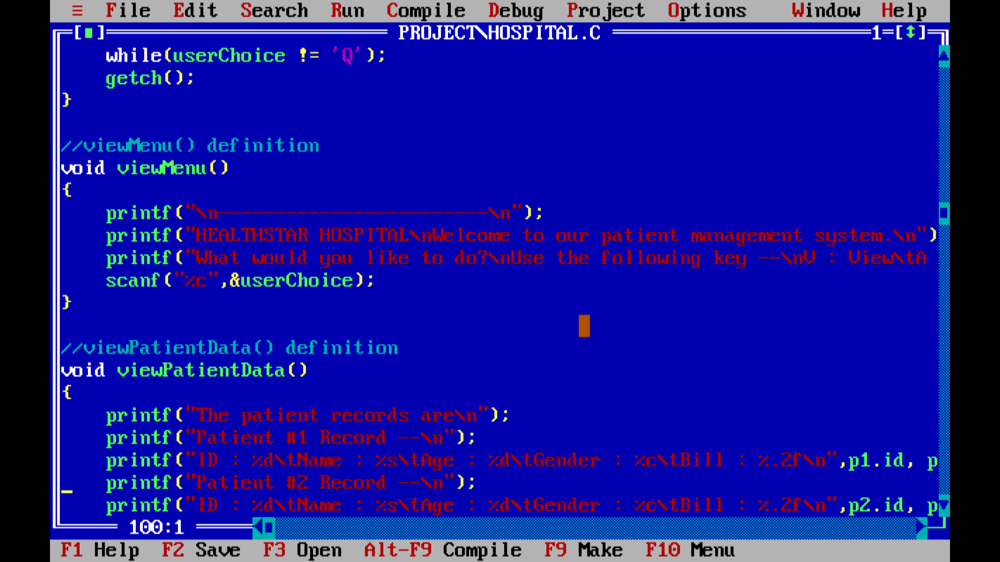 ≡ File Edit Search Run Compile Debug Project Options Window Help
[■] PROJECT\HOSPITAL.C 1=[↕]
while(userChoice != 'Q');
getch();
}
//viewMenu() definition
void viewMenu()
{
printf("\n------------------------\n");
printf("HEALTHSTAR HOSPITAL\nWelcome to our patient management system.\n")
printf("What would you like to do?\nUse the following key --\nV : View\tA
scanf("%c",&userChoice);
}
//viewPatientData() definition
void viewPatientData()
{
printf("The patient records are\n");
printf("Patient #1 Record --\n");
printf("ID : %d\tName : %s\tAge : %d\tGender : %c\tBill : %.2f\n",p1.id, p
printf("Patient #2 Record --\n");
printf("ID : %d\tName : %s\tAge : %d\tGender : %c\tBill : %.2f\n",p2.id, p
100:1
F1 Help F2 Save F3 Open Alt-F9 Compile F9 Make F10 Menu